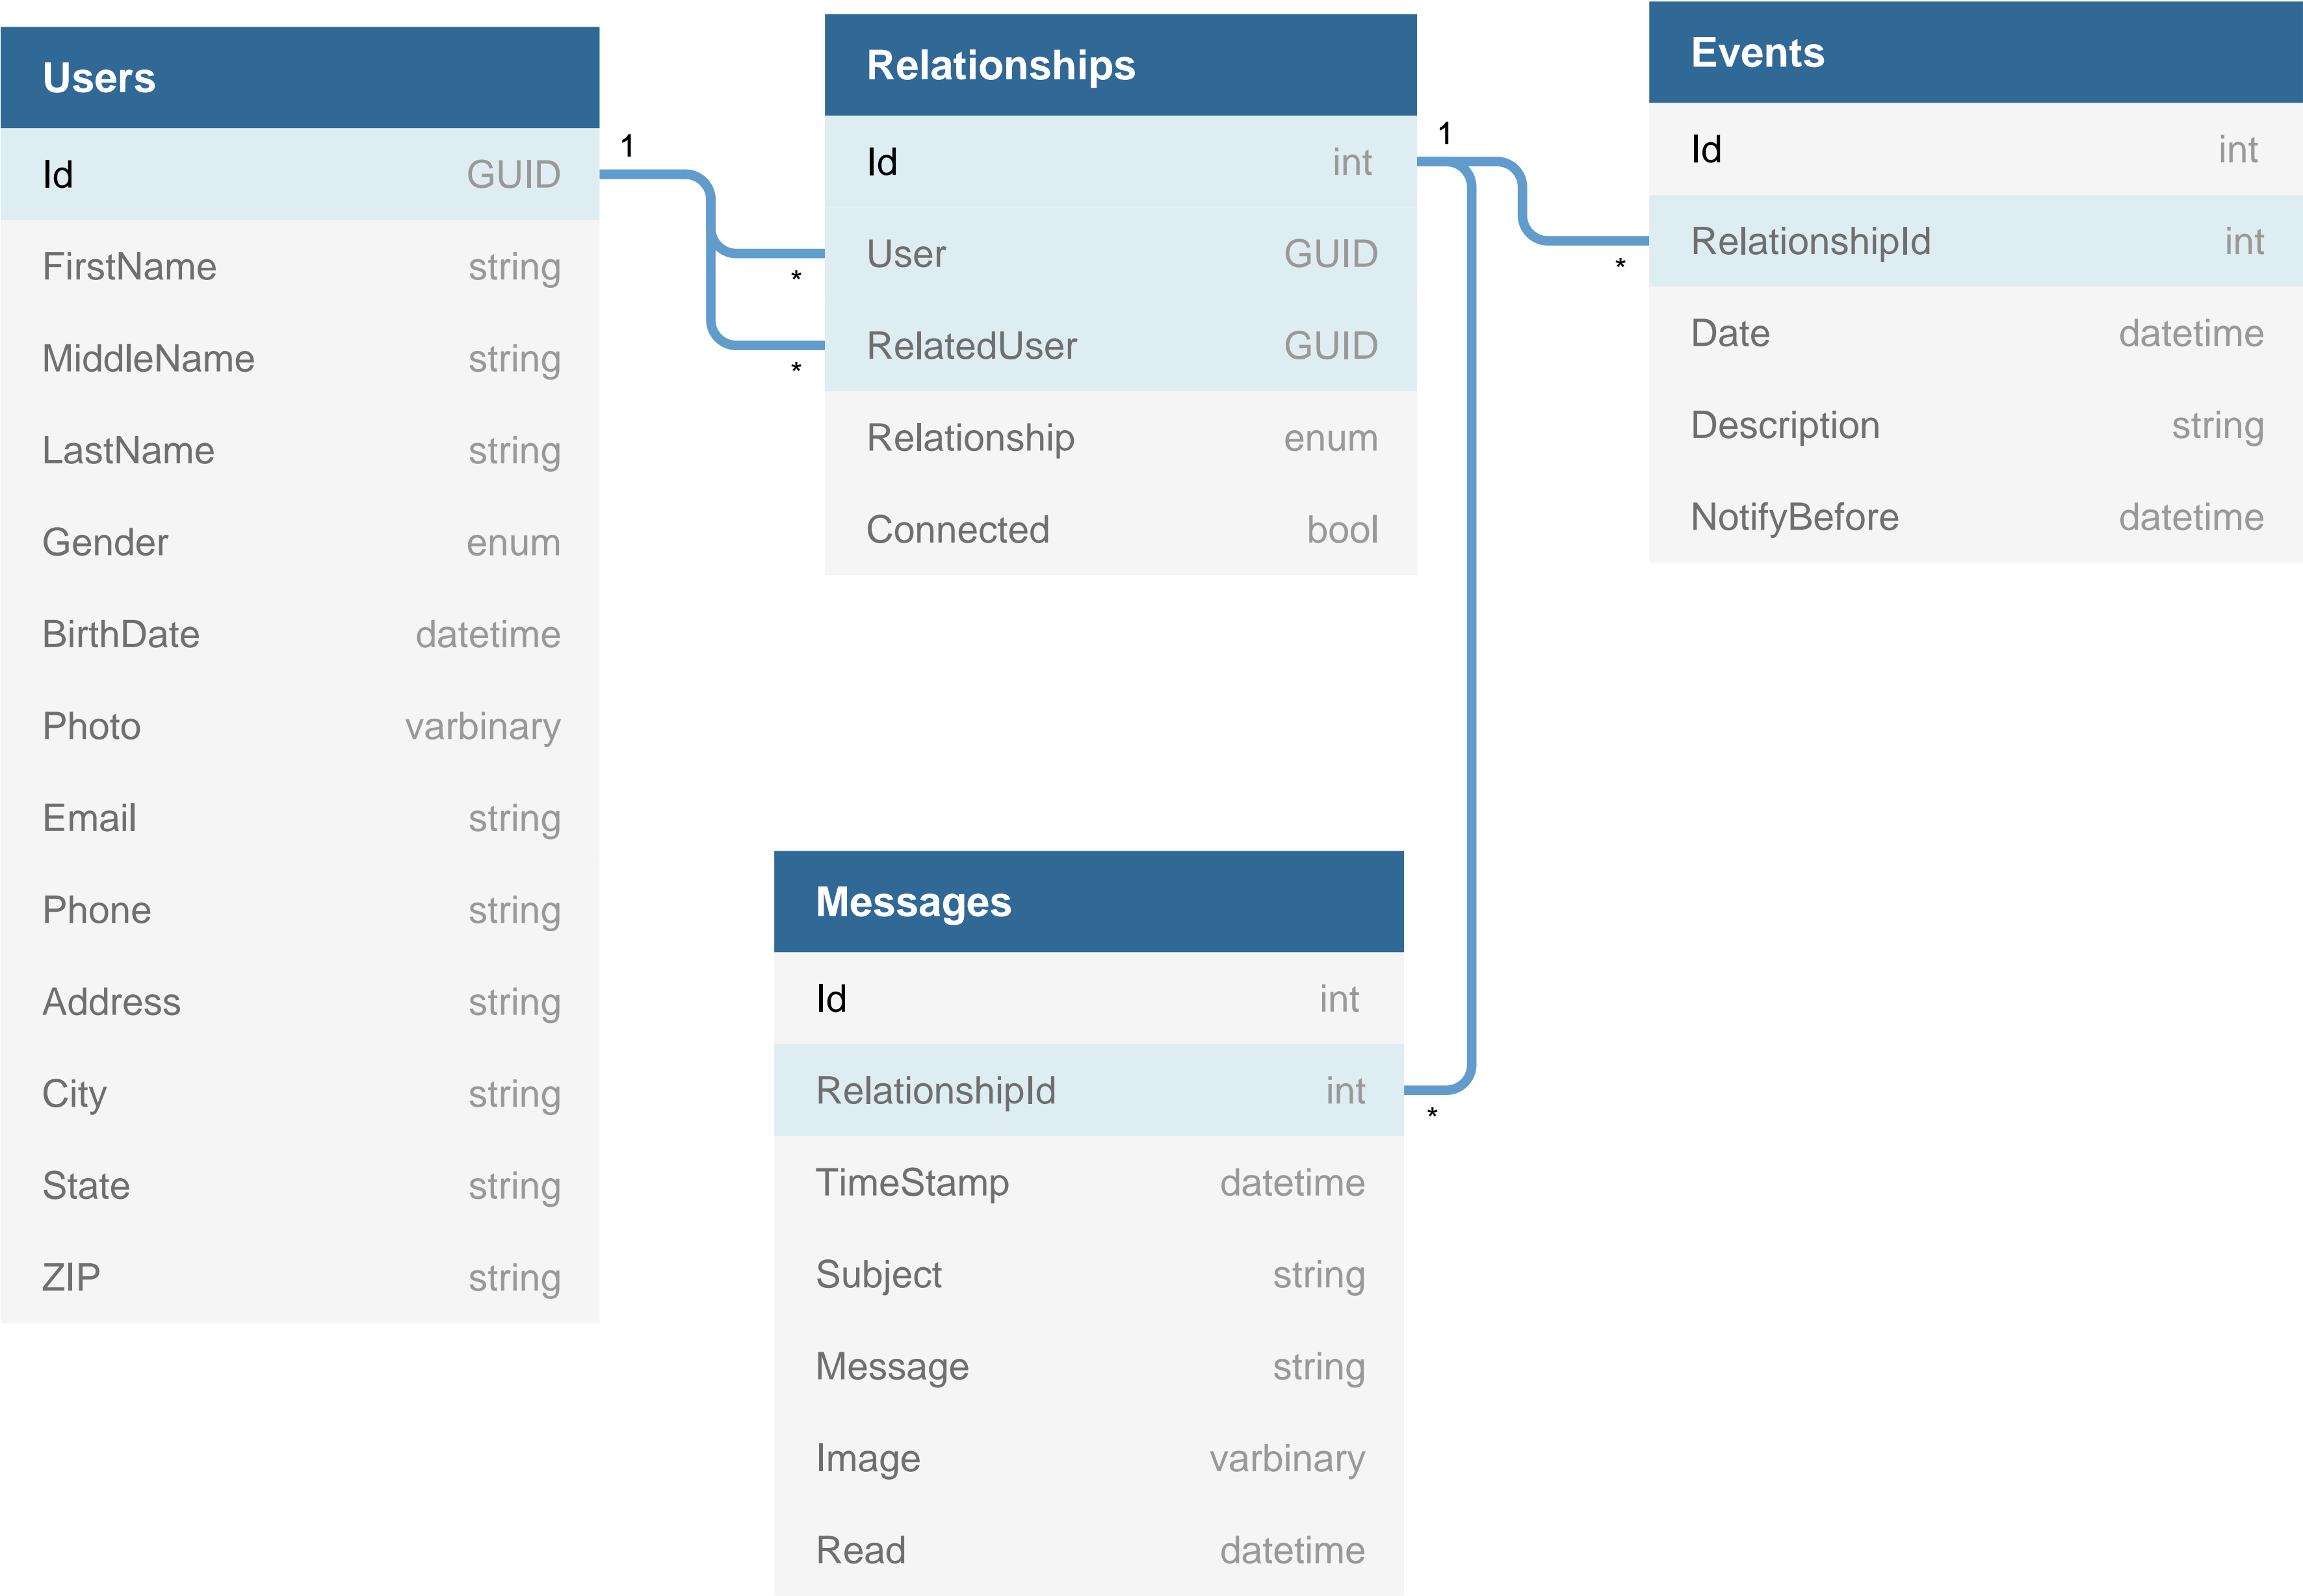 Users
Id GUID
FirstName string
MiddleName string
LastName string
Gender enum
BirthDate datetime
Photo varbinary
Email string
Phone string
Address string
City string
State string
ZIP string
1
*
*
Relationships
Id int
User GUID
RelatedUser GUID
Relationship enum
Connected bool
1
*
*
Events
Id int
RelationshipId int
Date datetime
Description string
NotifyBefore datetime
Messages
Id int
RelationshipId int
TimeStamp datetime
Subject string
Message string
Image varbinary
Read datetime